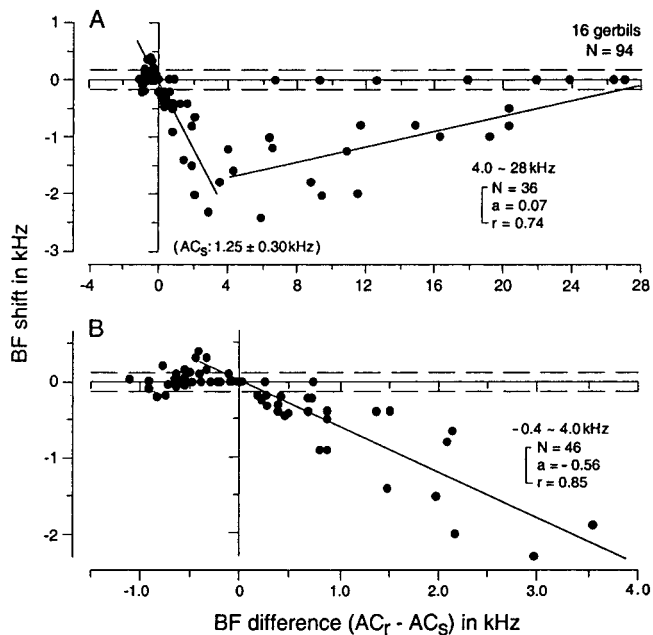 A
16 gerbils
N = 94
1
0
-1
-2
-3
4.0 ~ 28 kHz
N = 36
a = 0.07
r = 0.74
(ACs: 1.25 ± 0.30 kHz)
-4 0 4 8 12 16 20 24 28
BF shift in kHz
B
0
-1
-2
-0.4 ~ 4.0 kHz
N = 46
a = - 0.56
r = 0.85
-1.0 0 1.0 2.0 3.0 4.0
BF difference (ACr - ACs) in kHz